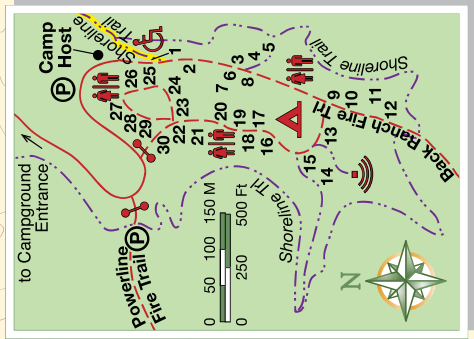 Camp
Host
P
Shoreline
Trail
1
2
3
4
5
6
7
8
9
10
11
12
13
14
15
16
17
18
19
20
21
22
23
24
25
26
27
28
29
30
Shoreline Trail
Back Ranch Fire Trl
Shoreline Trl
to Campground
Entrance
Powerline
Fire Trail
P
0 50 100 150 M
0 250 500 Ft
N